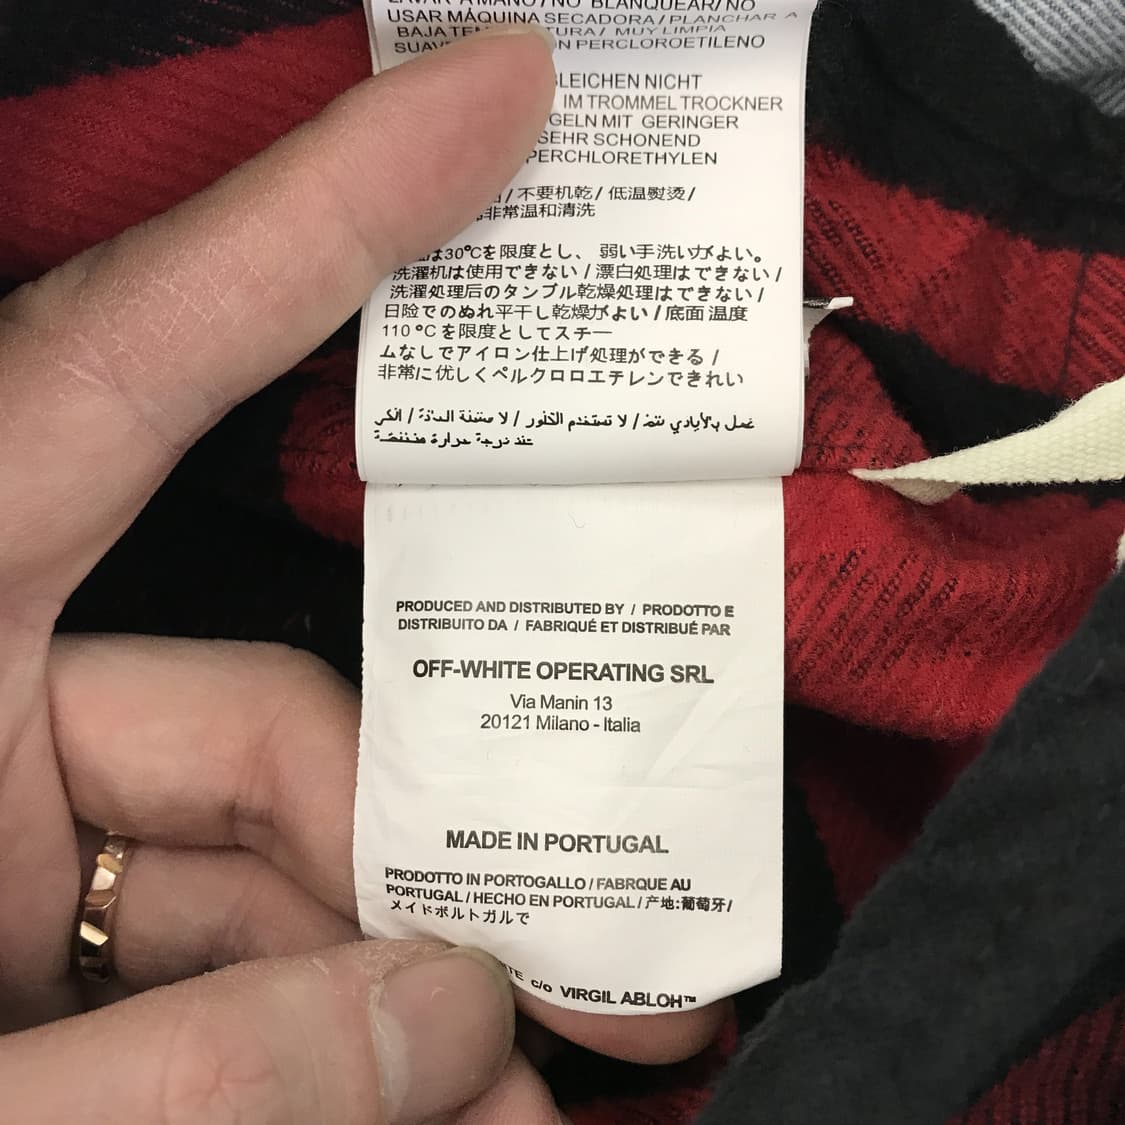 LAVAR A MANO / NO BLANQUEAR/ NO
USAR MÁQUINA SECADORA / PLANCHAR A
BAJA TURA / MUY LIMPIA
SUAVE N PERCLOROETILENO
BLEICHEN NICHT
IM TROMMEL TROCKNER
GELN MIT GERINGER
SEHR SCHONEND
PERCHLORETHYLEN
/ 不要机乾 / 低温熨烫 /
非常温和清洗
は30℃を限度とし、 弱い手洗いがよい。
洗濯机は使用できない / 漂白処理はできない /
洗濯処理后のタンブル乾燥処理はできない /
日险でのぬれ平干し乾燥がよい / 底面 温度
110 ℃を限度としてスチー
ムなしでアイロン仕上げ処理ができる /
非常に优しくペルクロロエチレンできれい
PRODUCED AND DISTRIBUTED BY / PRODOTTO E
DISTRIBUITO DA / FABRIQUÉ ET DISTRIBUÉ PAR
OFF-WHITE OPERATING SRL
Via Manin 13
20121 Milano - Italia
MADE IN PORTUGAL
PRODOTTO IN PORTOGALLO / FABRQUE AU
PORTUGAL / HECHO EN PORTUGAL / 产地:葡萄牙/
メイドポルトガルで
TE c/o VIRGIL ABLOH™